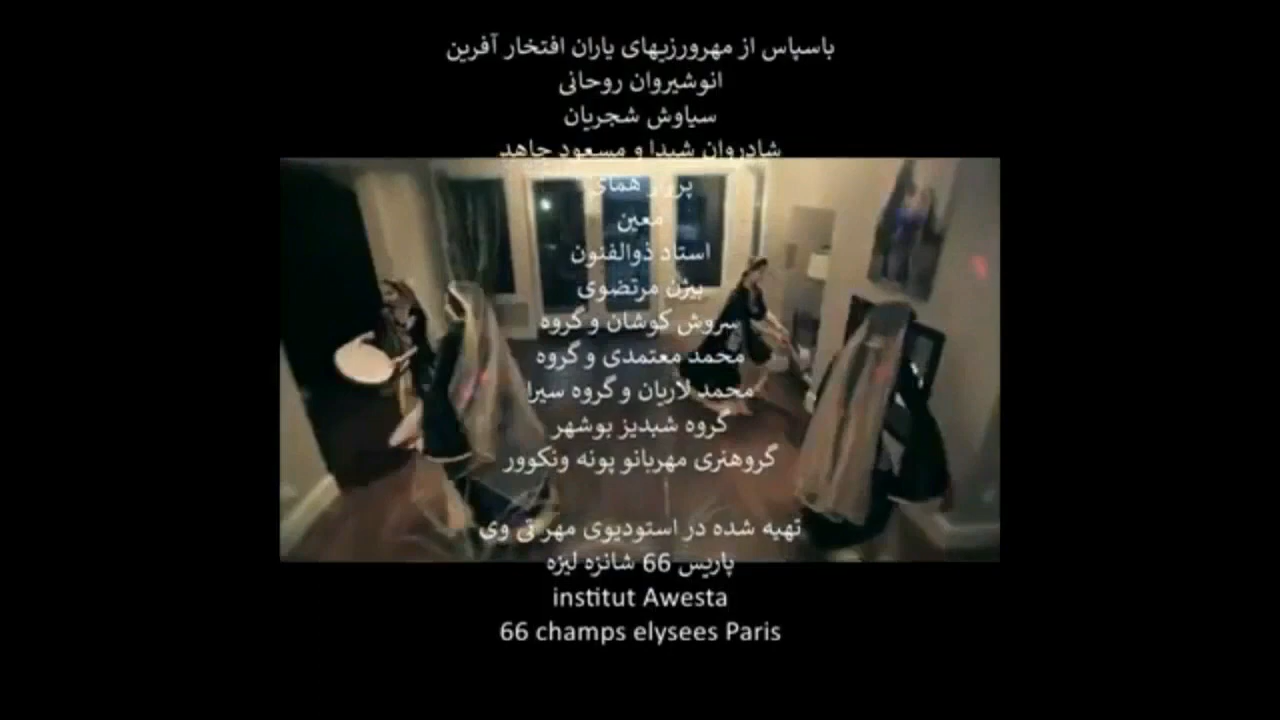 باسپاس از مهرورزیهای یاران افتخار آفرین
انوشیروان روحانی
سیاوش شجریان
شادروان شیدا و مسعود جاهد
پرواز همای
معین
استاد ذوالفنون
بیژن مرتضوی
سروش کوشان و گروه
محمد معتمدی و گروه
محمد لاریان و گروه سیرا
گروه شبدیز بوشهر
گروهنری مهربانو پونه ونکوور
تهیه شده در استودیوی مهر تی وی
پاریس 66 شانزه لیزه
institut Awesta
66 champs elysees Paris